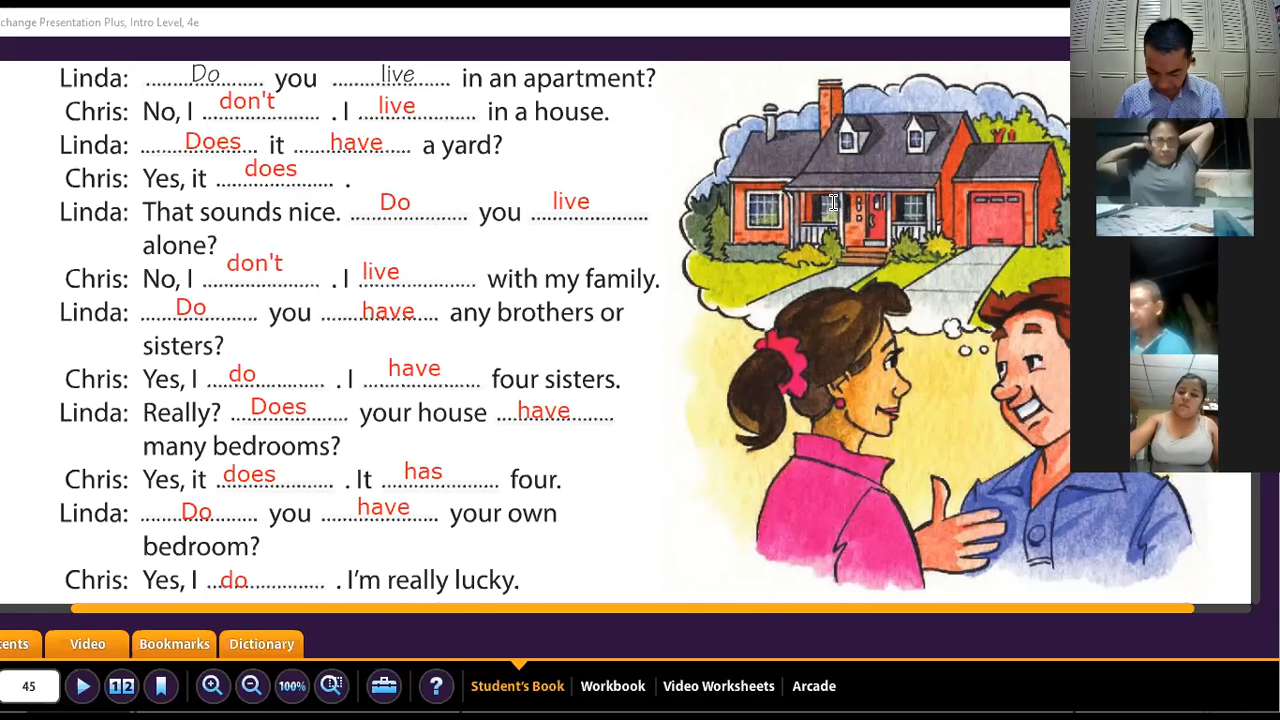 change Presentation Plus, Intro Level, 4e
Linda: Do you live in an apartment?
Chris: No, I don't . I live in a house.
Linda: Does it have a yard?
Chris: Yes, it does .
Linda: That sounds nice. Do you live
alone?
Chris: No, I don't . I live with my family.
Linda: Do you have any brothers or
sisters?
Chris: Yes, I do . I have four sisters.
Linda: Really? Does your house have
many bedrooms?
Chris: Yes, it does . It has four.
Linda: Do you have your own
bedroom?
Chris: Yes, I do . I'm really lucky.
ents Video Bookmarks Dictionary
45 12 100% ? Student's Book Workbook Video Worksheets Arcade